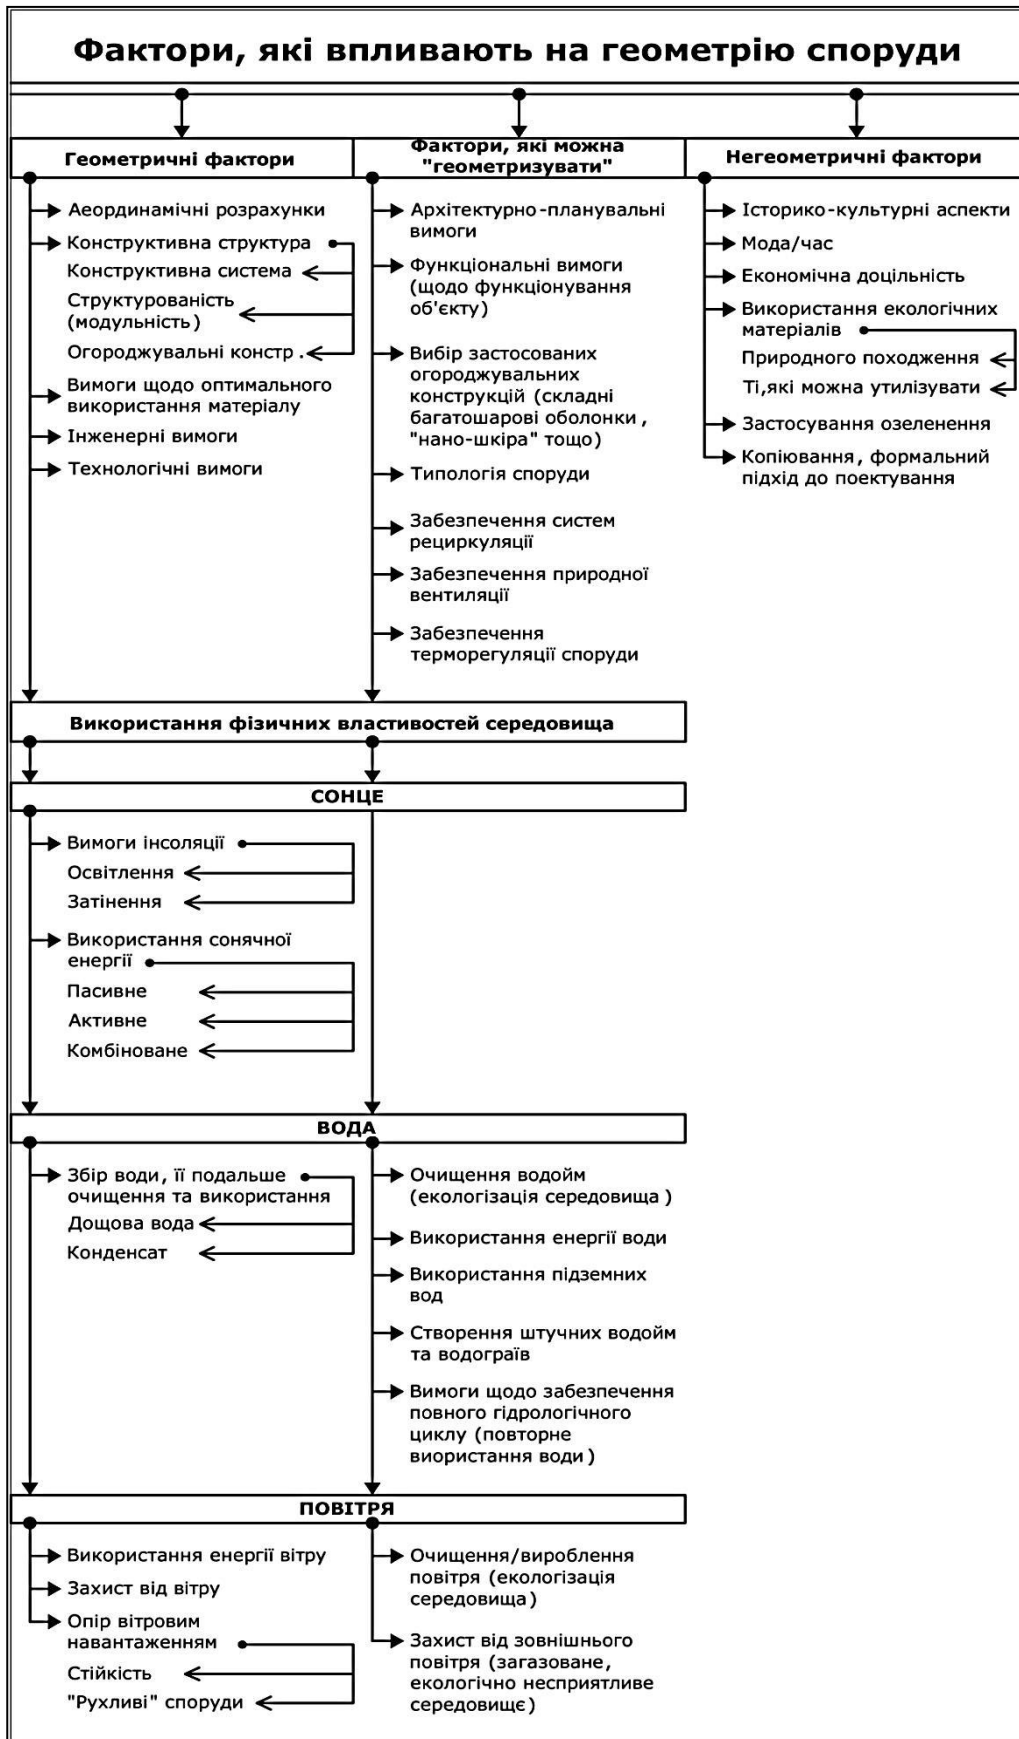 Фактори, які впливають на геометрію споруди
Геометричні фактори
Аеординамічні розрахунки
Конструктивна структура
Конструктивна система
Структурованість
(модульність)
Огороджувальні констр.
Вимоги щодо оптимального
використання матеріалу
Інженерні вимоги
Технологічні вимоги
Фактори, які можна
"геометризувати"
Архітектурно-планувальні
вимоги
Функціональні вимоги
(щодо функціонування
об'єкту)
Вибір застосованих
огороджувальних
конструкцій (складні
багатошарові оболонки,
"нано-шкіра" тощо)
Типологія споруди
Забезпечення систем
рециркуляції
Забезпечення природної
вентиляції
Забезпечення
терморегуляції споруди
Негеометричні фактори
Історико-культурні аспекти
Мода/час
Економічна доцільність
Використання екологічних
матеріалів
Природного походження
Ті,які можна утилізувати
Застосування озеленення
Копіювання, формальний
підхід до поектування
Використання фізичних властивостей середовища
СОНЦЕ
Вимоги інсоляції
Освітлення
Затінення
Використання сонячної
енергії
Пасивне
Активне
Комбіноване
ВОДА
Збір води, її подальше
очищення та використання
Дощова вода
Конденсат
Очищення водойм
(екологізація середовища)
Використання енергії води
Використання підземних
вод
Створення штучних водойм
та водограїв
Вимоги щодо забезпечення
повного гідрологічного
циклу (повторне
виористання води)
ПОВІТРЯ
Використання енергії вітру
Захист від вітру
Опір вітровим
навантаженням
Стійкість
"Рухливі" споруди
Очищення/вироблення
повітря (екологізація
середовища)
Захист від зовнішнього
повітря (загазоване,
екологічно несприятливе
середовищє)